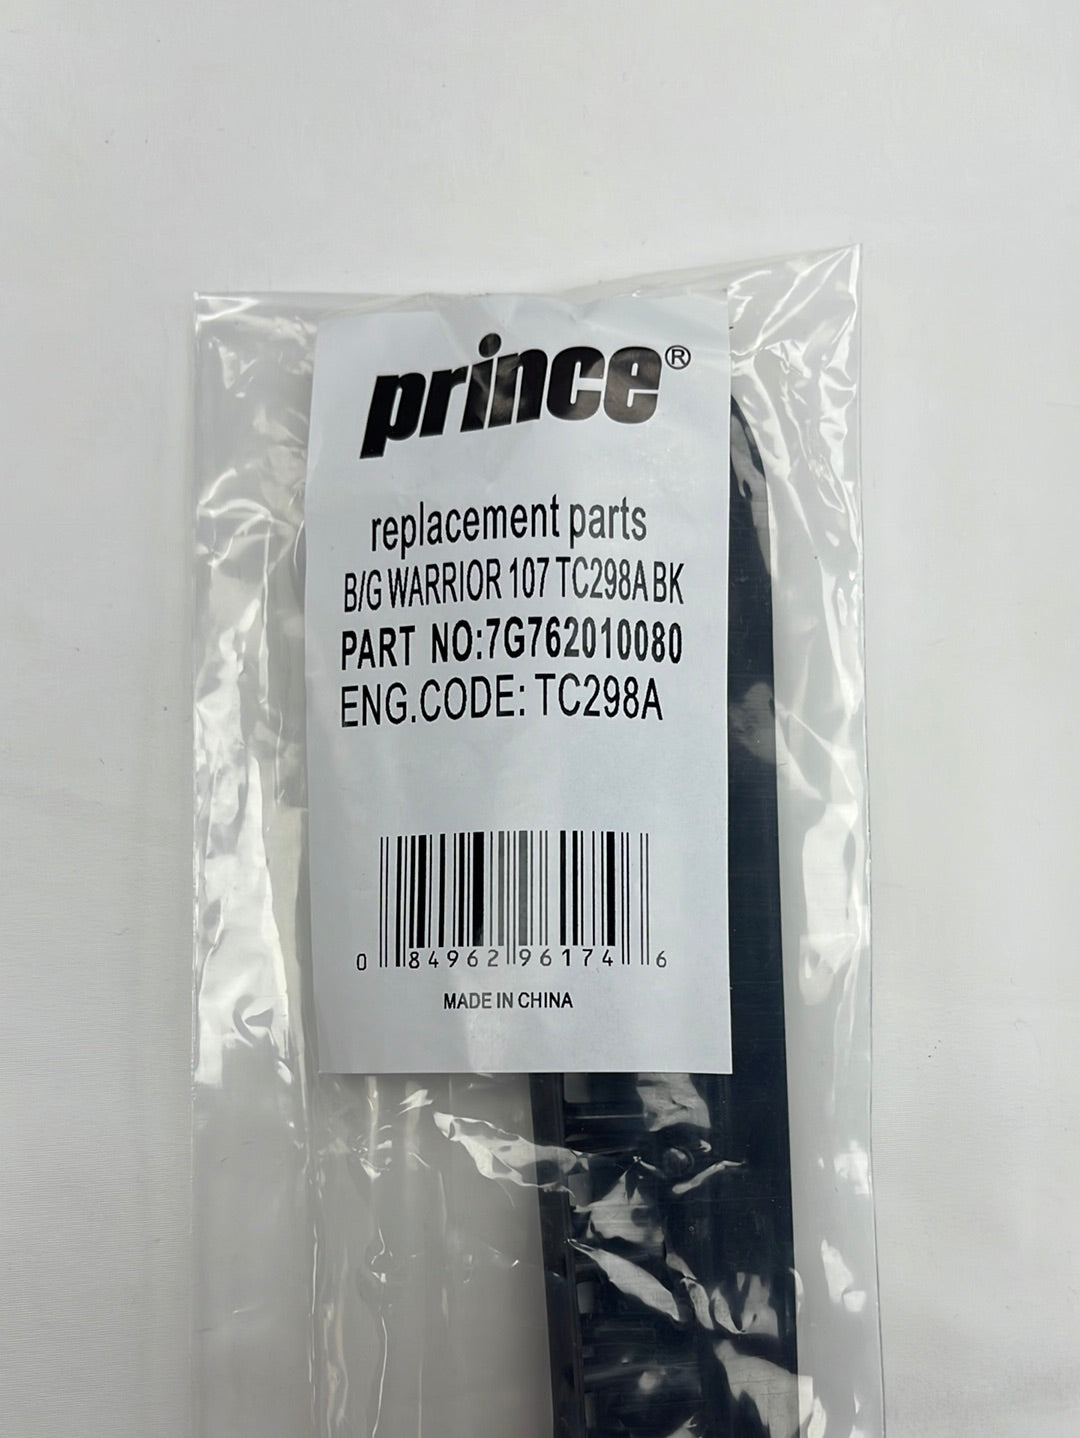 prince®
replacement parts
B/G WARRIOR 107 TC298A BK
PART NO:7G762010080
ENG.CODE: TC298A
0 84962 96174 6
MADE IN CHINA